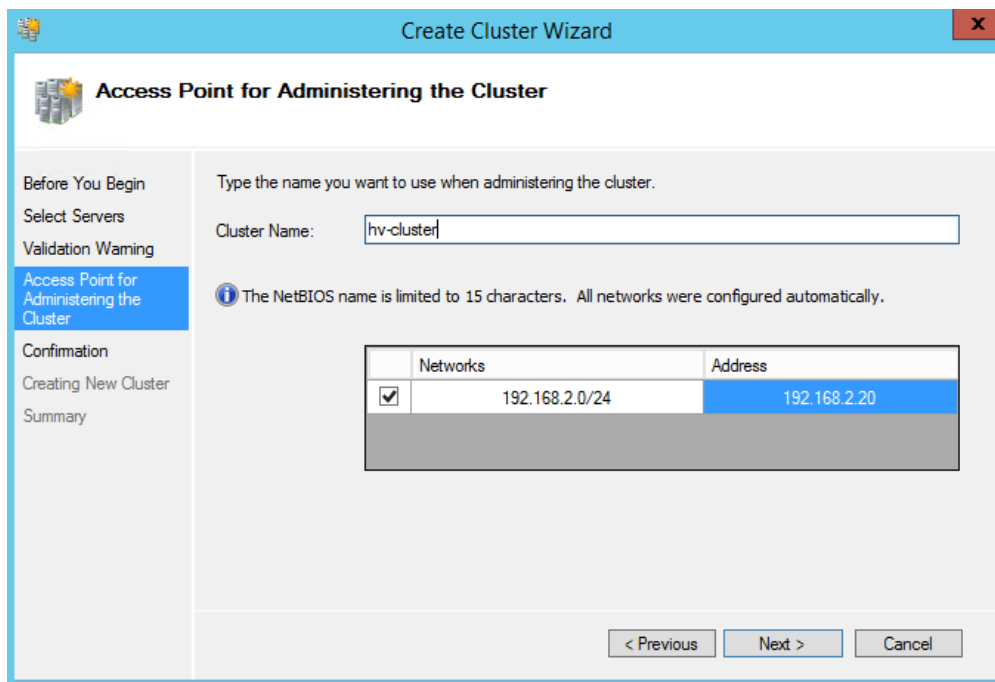 Create Cluster Wizard
x
Access Point for Administering the Cluster
Before You Begin
Select Servers
Validation Warning
Access Point for
Administering the
Cluster
Confirmation
Creating New Cluster
Summary
Type the name you want to use when administering the cluster.
Cluster Name: hv-cluster
The NetBIOS name is limited to 15 characters.  All networks were configured automatically.
Networks Address
192.168.2.0/24 192.168.2.20
< Previous Next > Cancel